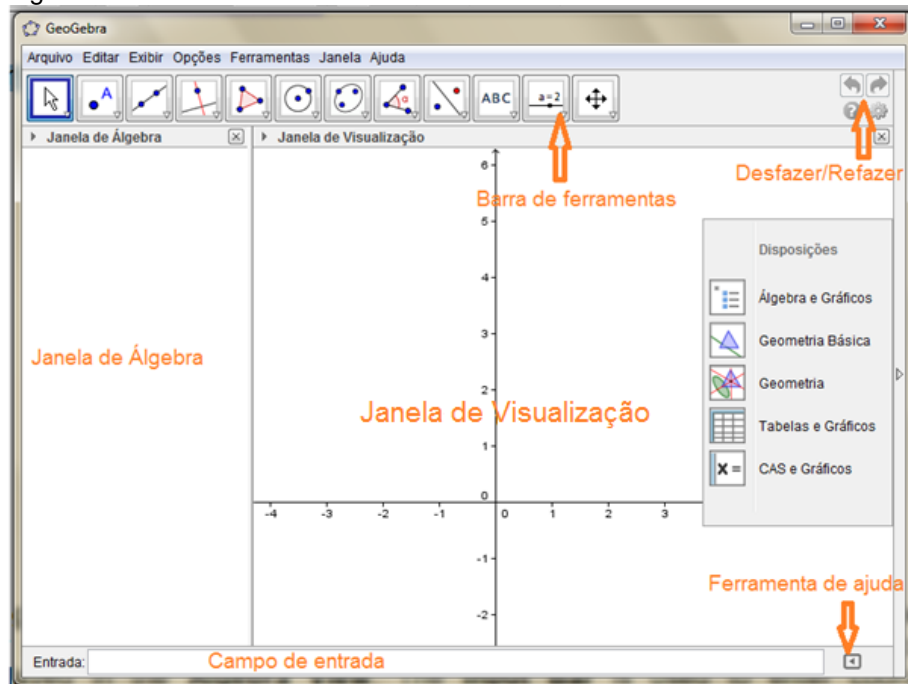 GeoGebra
Arquivo Editar Exibir Opções Ferramentas Janela Ajuda
A
α
ABC
a=2
Janela de Álgebra
Janela de Visualização
Desfazer/Refazer
Barra de ferramentas
6
5
4
3
2
1
0
-1
-2
-4 -3 -2 -1 0 1 2 3
Disposições
Álgebra e Gráficos
Geometria Básica
Geometria
Tabelas e Gráficos
X =
CAS e Gráficos
Janela de Álgebra
Janela de Visualização
Ferramenta de ajuda
Entrada:
Campo de entrada